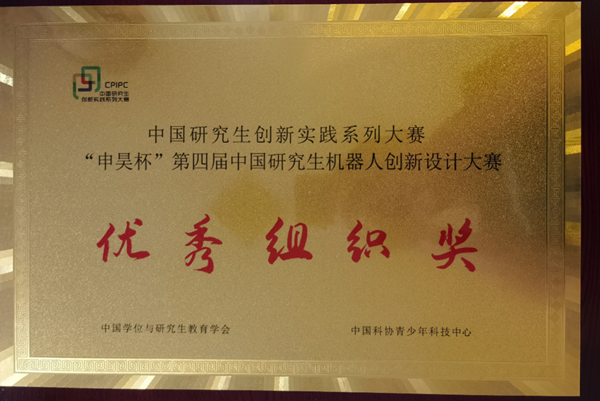 CPIPC
中国研究生
创新实践系列大赛
中国研究生创新实践系列大赛
“申昊杯”第四届中国研究生机器人创新设计大赛
优秀组织奖
中国学位与研究生教育学会
中国科协青少年科技中心